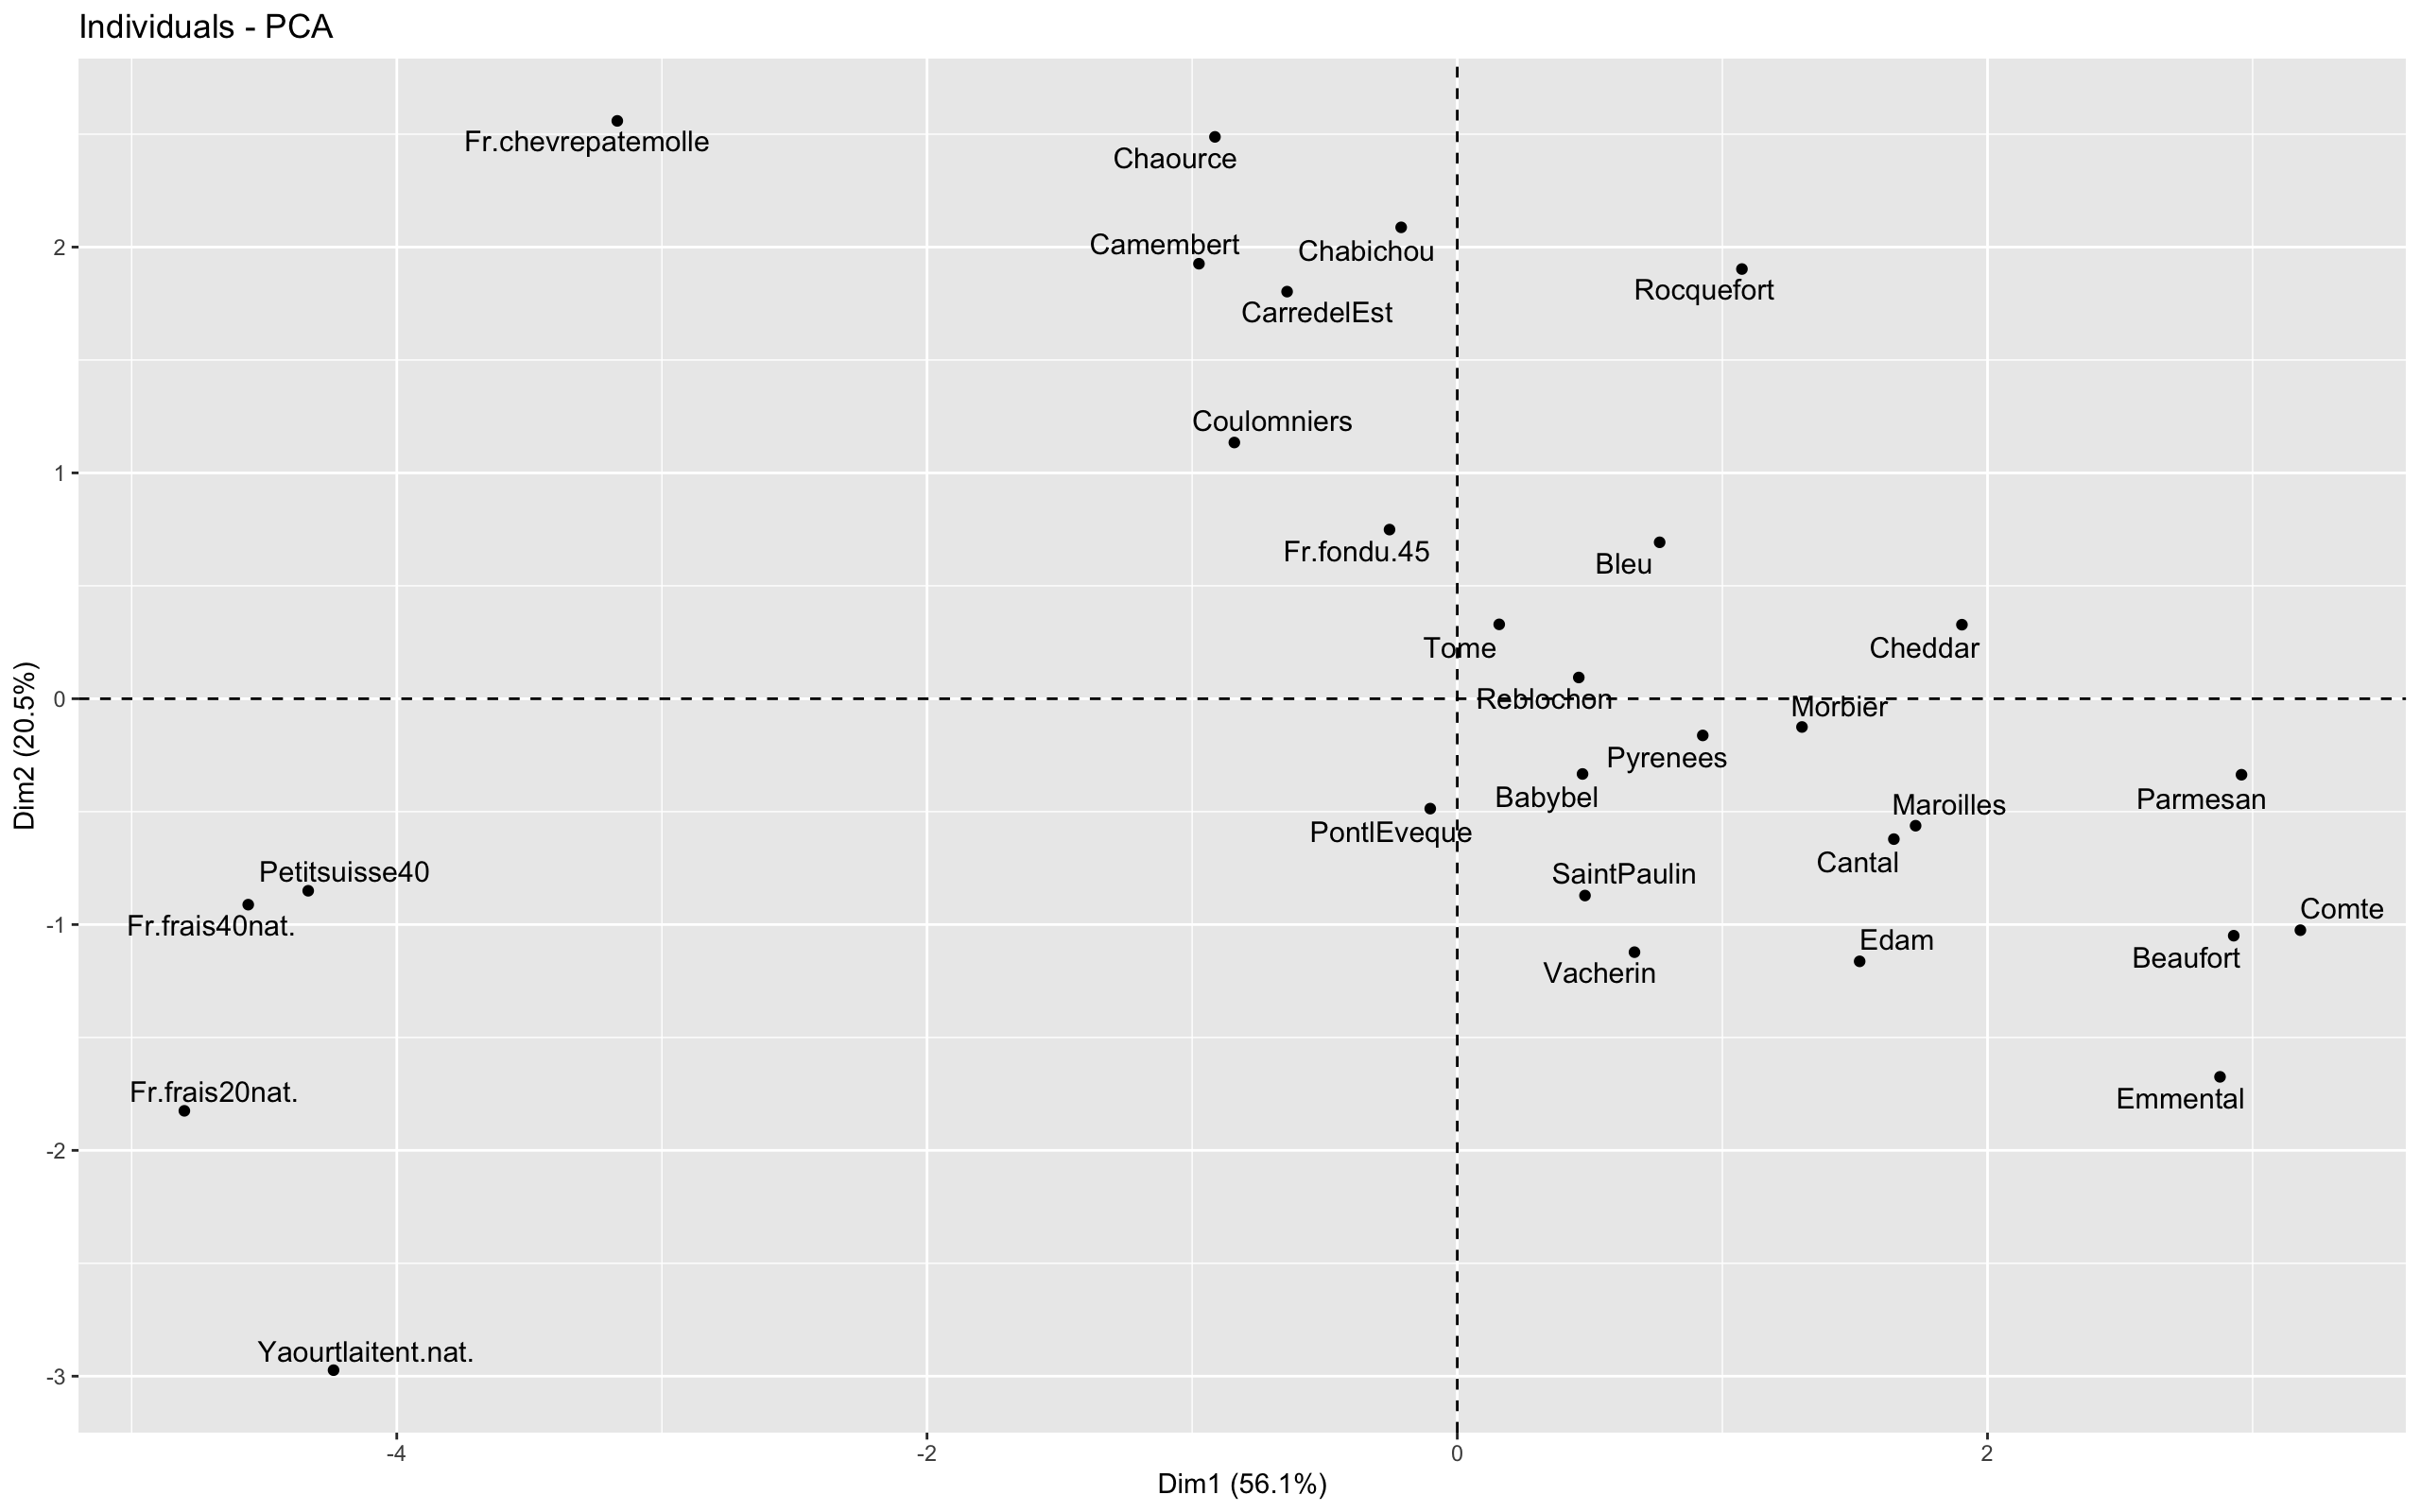 Individuals - PCA
Fr.chevrepatemolle
Chaource
Camembert
Chabichou
Rocquefort
CarredelEst
Coulomniers
Fr.fondu.45
Bleu
Tome
Cheddar
Reblochon
Morbier
Pyrenees
Babybel
Parmesan
Maroilles
PontlEveque
Cantal
Petitsuisse40
SaintPaulin
Comte
Fr.frais40nat.
Edam
Beaufort
Vacherin
Fr.frais20nat.
Emmental
Yaourtlaitent.nat.
2
1
0
-1
-2
-3
-4
-2
0
2
Dim1 (56.1%)
Dim2 (20.5%)